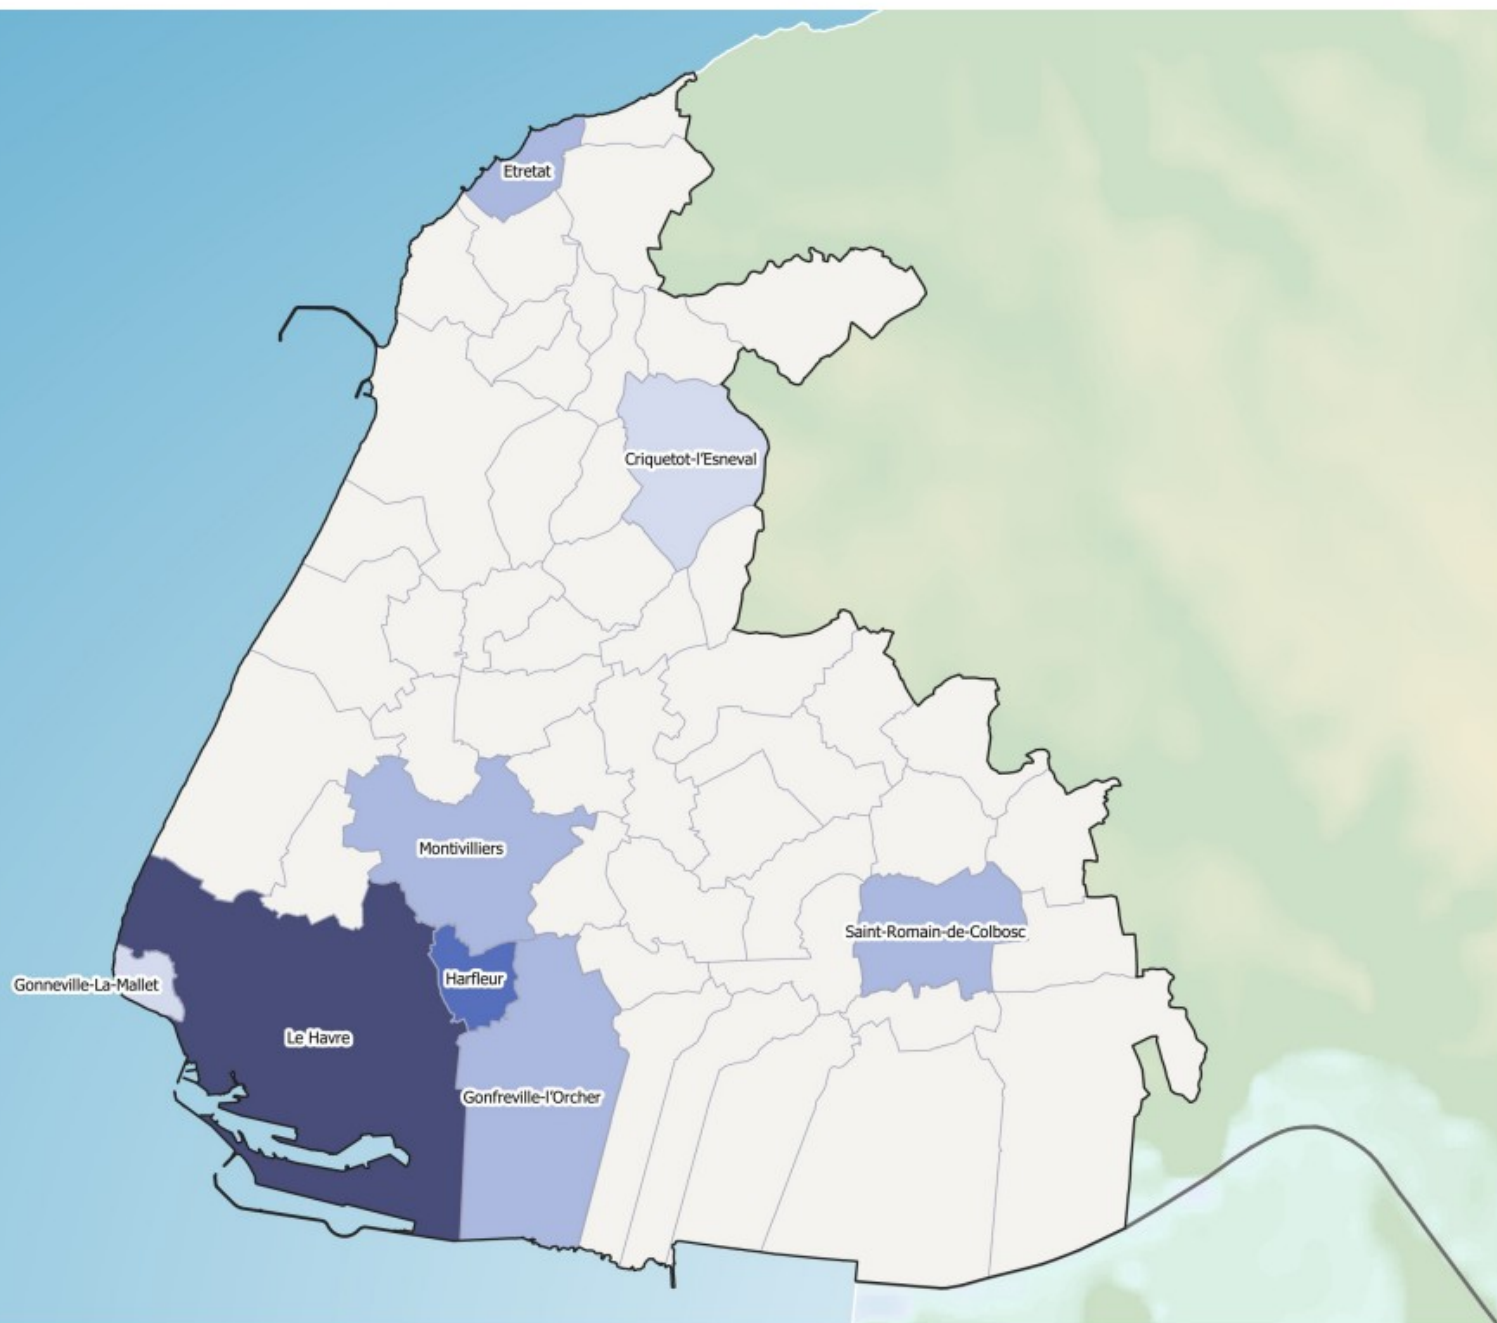 Etretat
Criquetot-l'Esneval
Montivilliers
Saint-Romain-de-Colbosc
Harfleur
Gonneville-La-Mallet
Le Havre
Gonfreville-l'Orcher